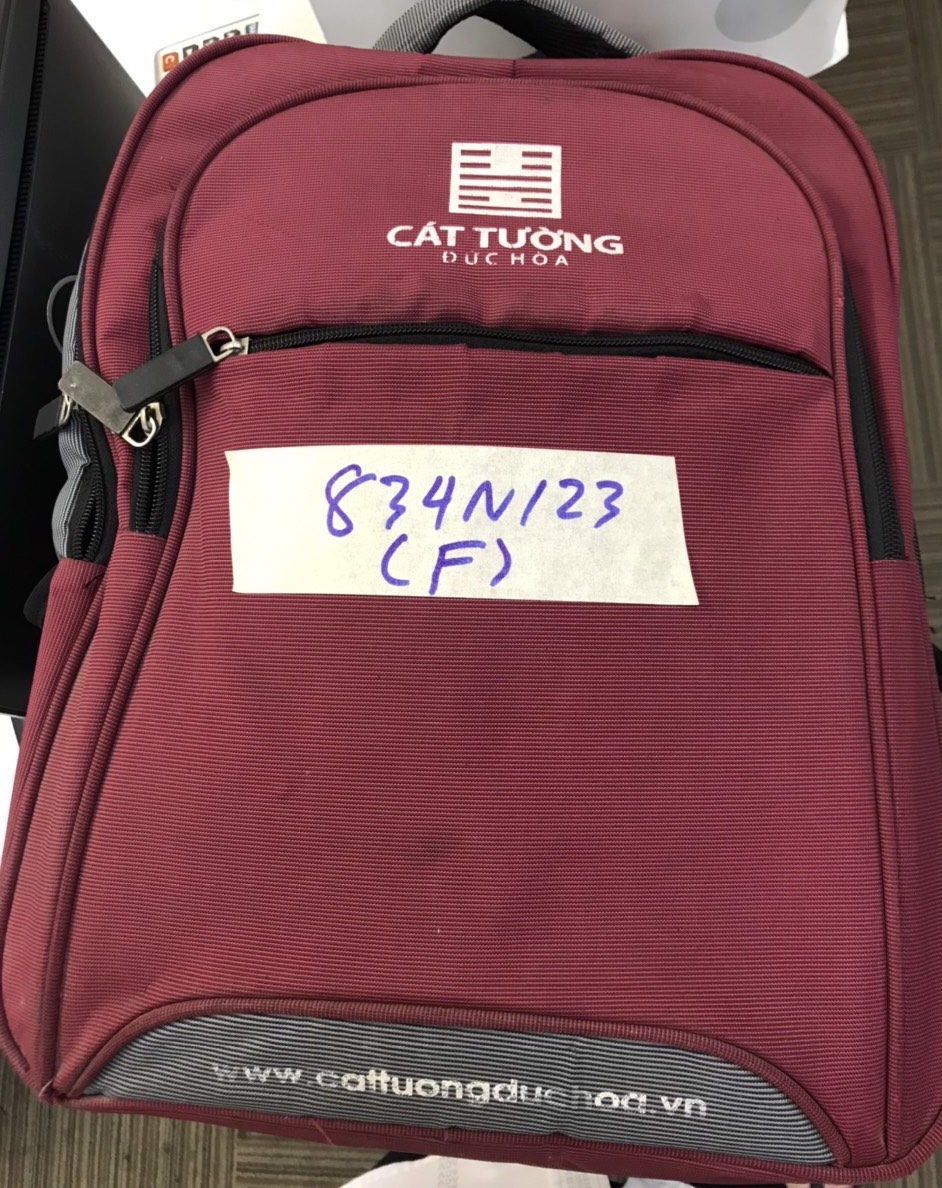 CÁT TƯỜNG
ĐỨC HÒA
834N123
(F)
www.cattuongduchoa.vn